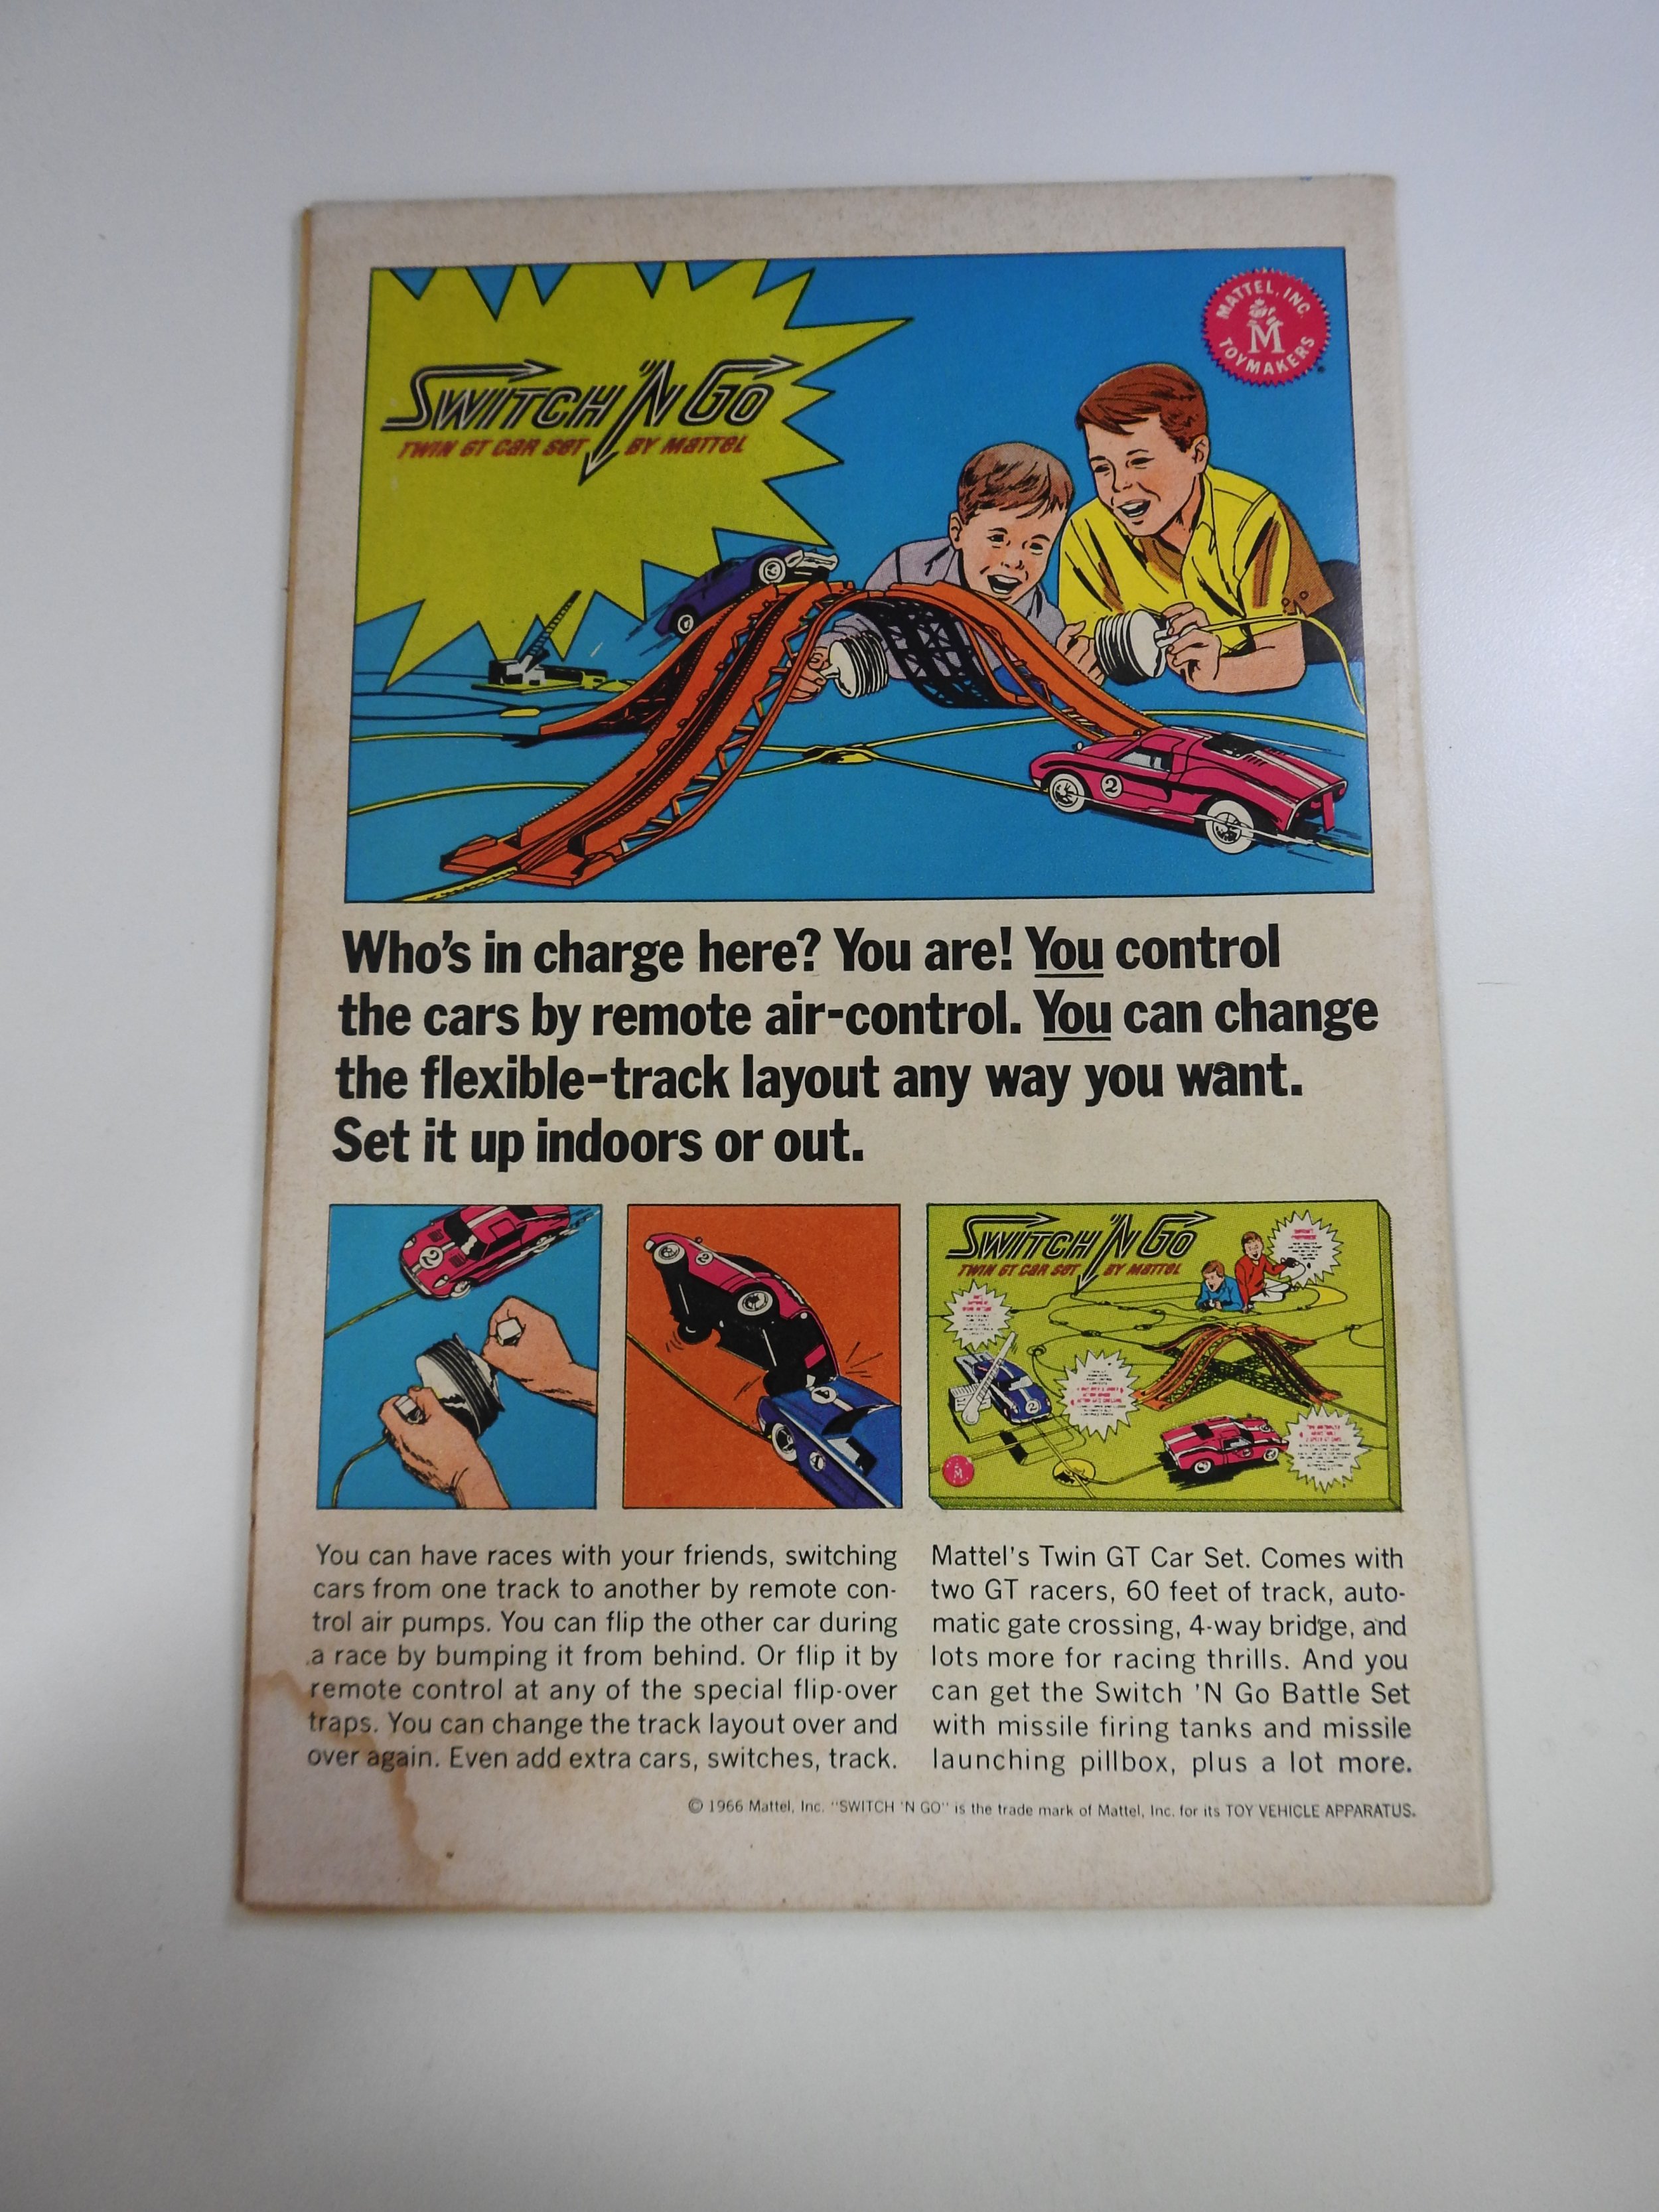 SWITCH 'N GO
TWIN GT CAR SET BY MATTEL
MATTEL, INC.
M
TOYMAKERS
2
Who's in charge here? You are! You control
the cars by remote air-control. You can change
the flexible-track layout any way you want.
Set it up indoors or out.
2
2
1
1
SWITCH 'N GO
TWIN GT CAR SET BY MATTEL
2
M
You can have races with your friends, switching
cars from one track to another by remote con-
trol air pumps. You can flip the other car during
a race by bumping it from behind. Or flip it by
remote control at any of the special flip-over
traps. You can change the track layout over and
over again. Even add extra cars, switches, track.
Mattel's Twin GT Car Set. Comes with
two GT racers, 60 feet of track, auto-
matic gate crossing, 4-way bridge, and
lots more for racing thrills. And you
can get the Switch 'N Go Battle Set
with missile firing tanks and missile
launching pillbox, plus a lot more.
© 1966 Mattel, Inc. "SWITCH 'N GO" is the trade mark of Mattel, Inc. for its TOY VEHICLE APPARATUS.